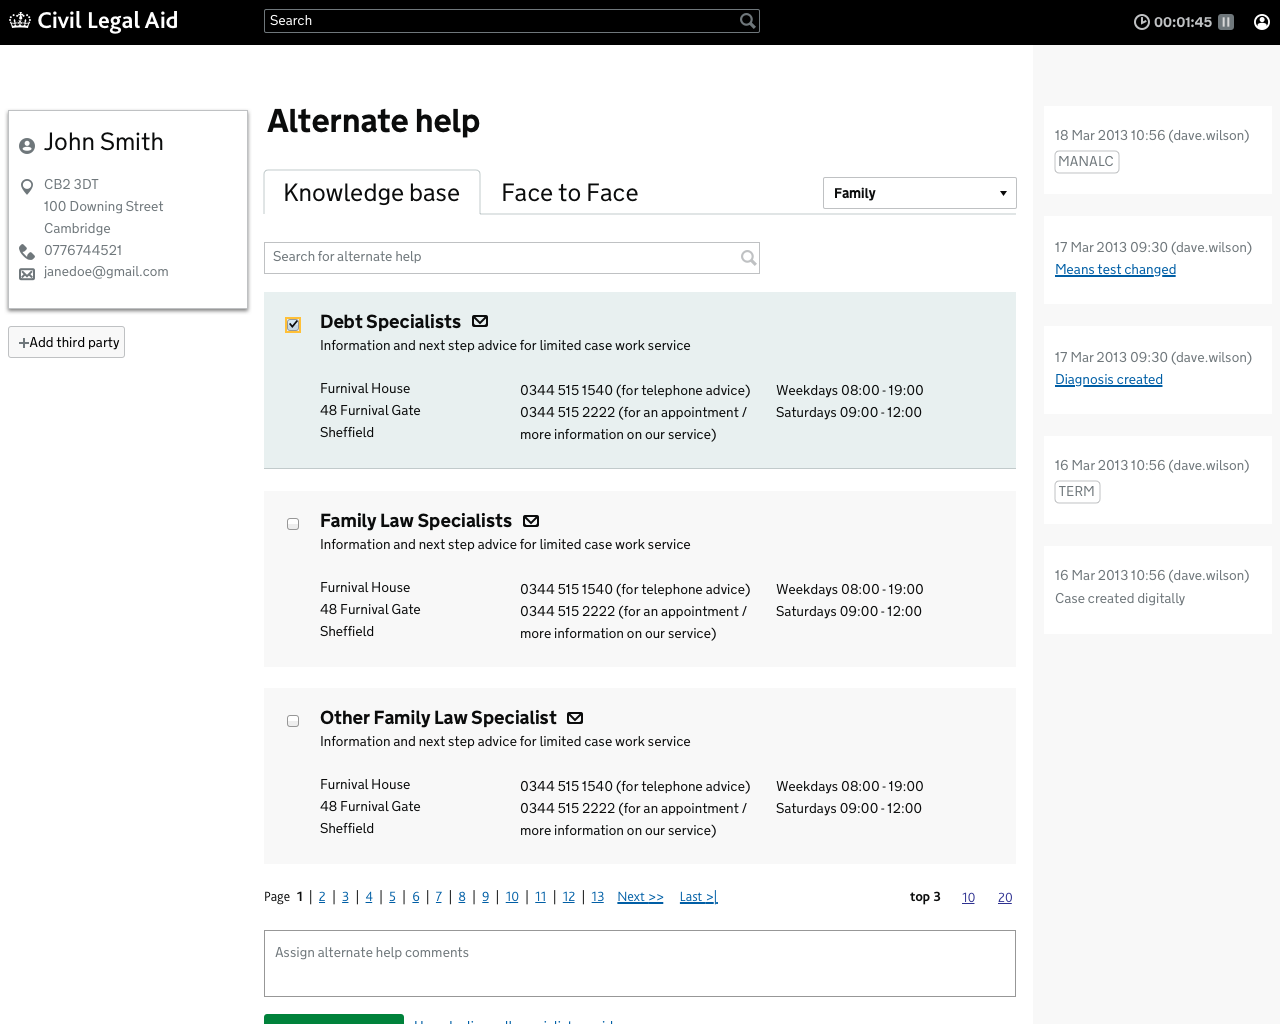 Civil Legal Aid
Search
00:01:45
John Smith
CB2 3DT
100 Downing Street
Cambridge
0776744521
janedoe@gmail.com
+Add third party
Alternate help
Knowledge base
Face to Face
Family
Search for alternate help
Debt Specialists
Information and next step advice for limited case work service
Furnival House
48 Furnival Gate
Sheffield
0344 515 1540 (for telephone advice)
0344 515 2222 (for an appointment /
more information on our service)
Weekdays 08:00 - 19:00
Saturdays 09:00 - 12:00
Family Law Specialists
Information and next step advice for limited case work service
Furnival House
48 Furnival Gate
Sheffield
0344 515 1540 (for telephone advice)
0344 515 2222 (for an appointment /
more information on our service)
Weekdays 08:00 - 19:00
Saturdays 09:00 - 12:00
Other Family Law Specialist
Information and next step advice for limited case work service
Furnival House
48 Furnival Gate
Sheffield
0344 515 1540 (for telephone advice)
0344 515 2222 (for an appointment /
more information on our service)
Weekdays 08:00 - 19:00
Saturdays 09:00 - 12:00
Page 1 | 2 | 3 | 4 | 5 | 6 | 7 | 8 | 9 | 10 | 11 | 12 | 13 Next >> Last >|
top 3 10 20
Assign alternate help comments
18 Mar 2013 10:56 (dave.wilson)
MANALC
17 Mar 2013 09:30 (dave.wilson)
Means test changed
17 Mar 2013 09:30 (dave.wilson)
Diagnosis created
16 Mar 2013 10:56 (dave.wilson)
TERM
16 Mar 2013 10:56 (dave.wilson)
Case created digitally